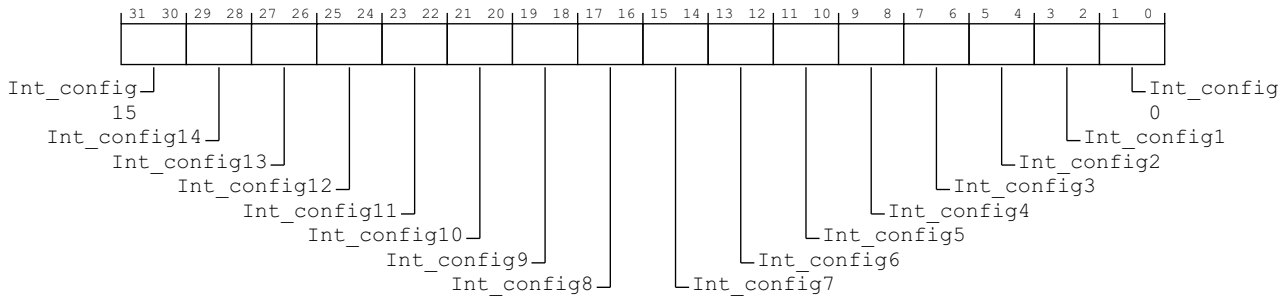 31 30 29 28 27 26 25 24 23 22 21 20 19 18 17 16 15 14 13 12 11 10 9 8 7 6 5 4 3 2 1 0
Int_config Int_config
15 0
Int_config14 Int_config1
Int_config13 Int_config2
Int_config12 Int_config3
Int_config11 Int_config4
Int_config10 Int_config5
Int_config9 Int_config6
Int_config8 Int_config7